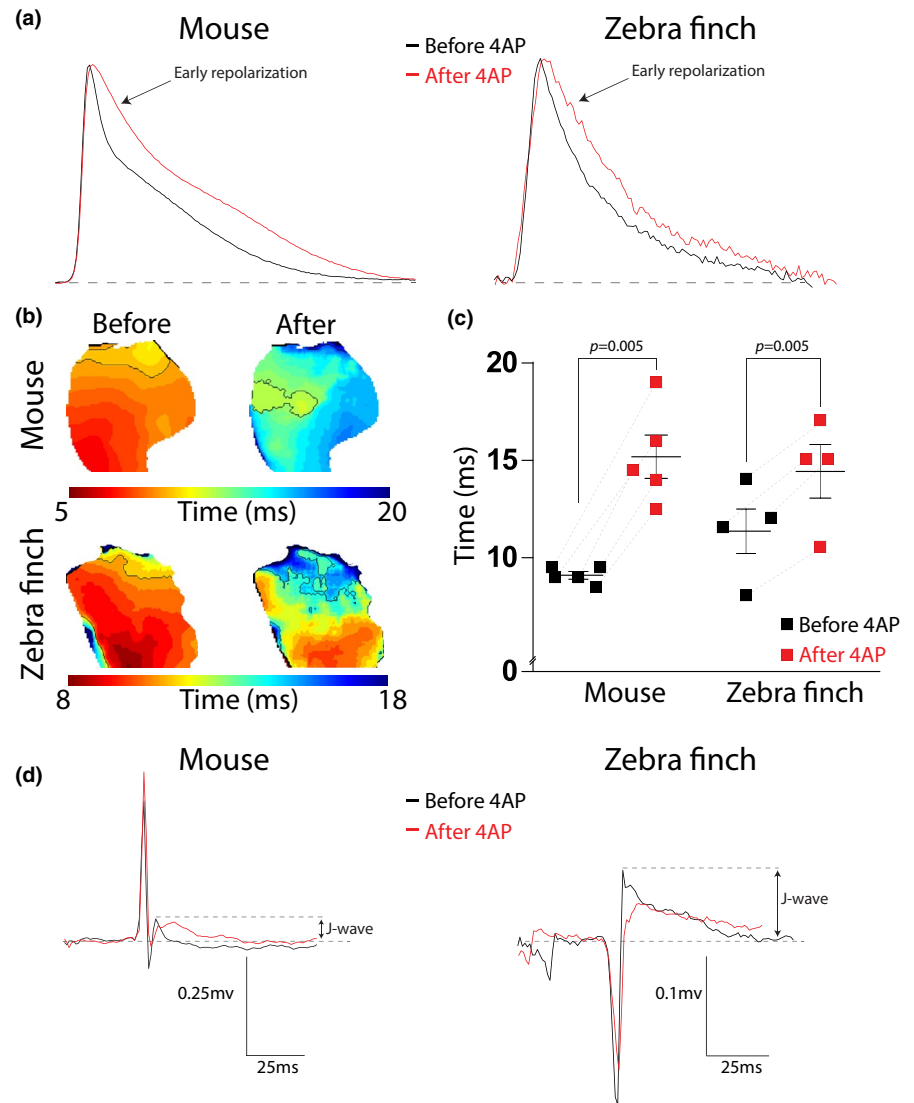 (a)
Mouse
Zebra finch
Before 4AP
After 4AP
Early repolarization
Early repolarization
(b)
Before
After
Mouse
5
Time (ms)
20
Zebra finch
8
Time (ms)
18
(c)
20
15
10
0
Time (ms)
p=0.005
p=0.005
Before 4AP
After 4AP
Mouse
Zebra finch
(d)
Mouse
Zebra finch
Before 4AP
After 4AP
J-wave
0.25mv
25ms
J-wave
0.1mv
25ms